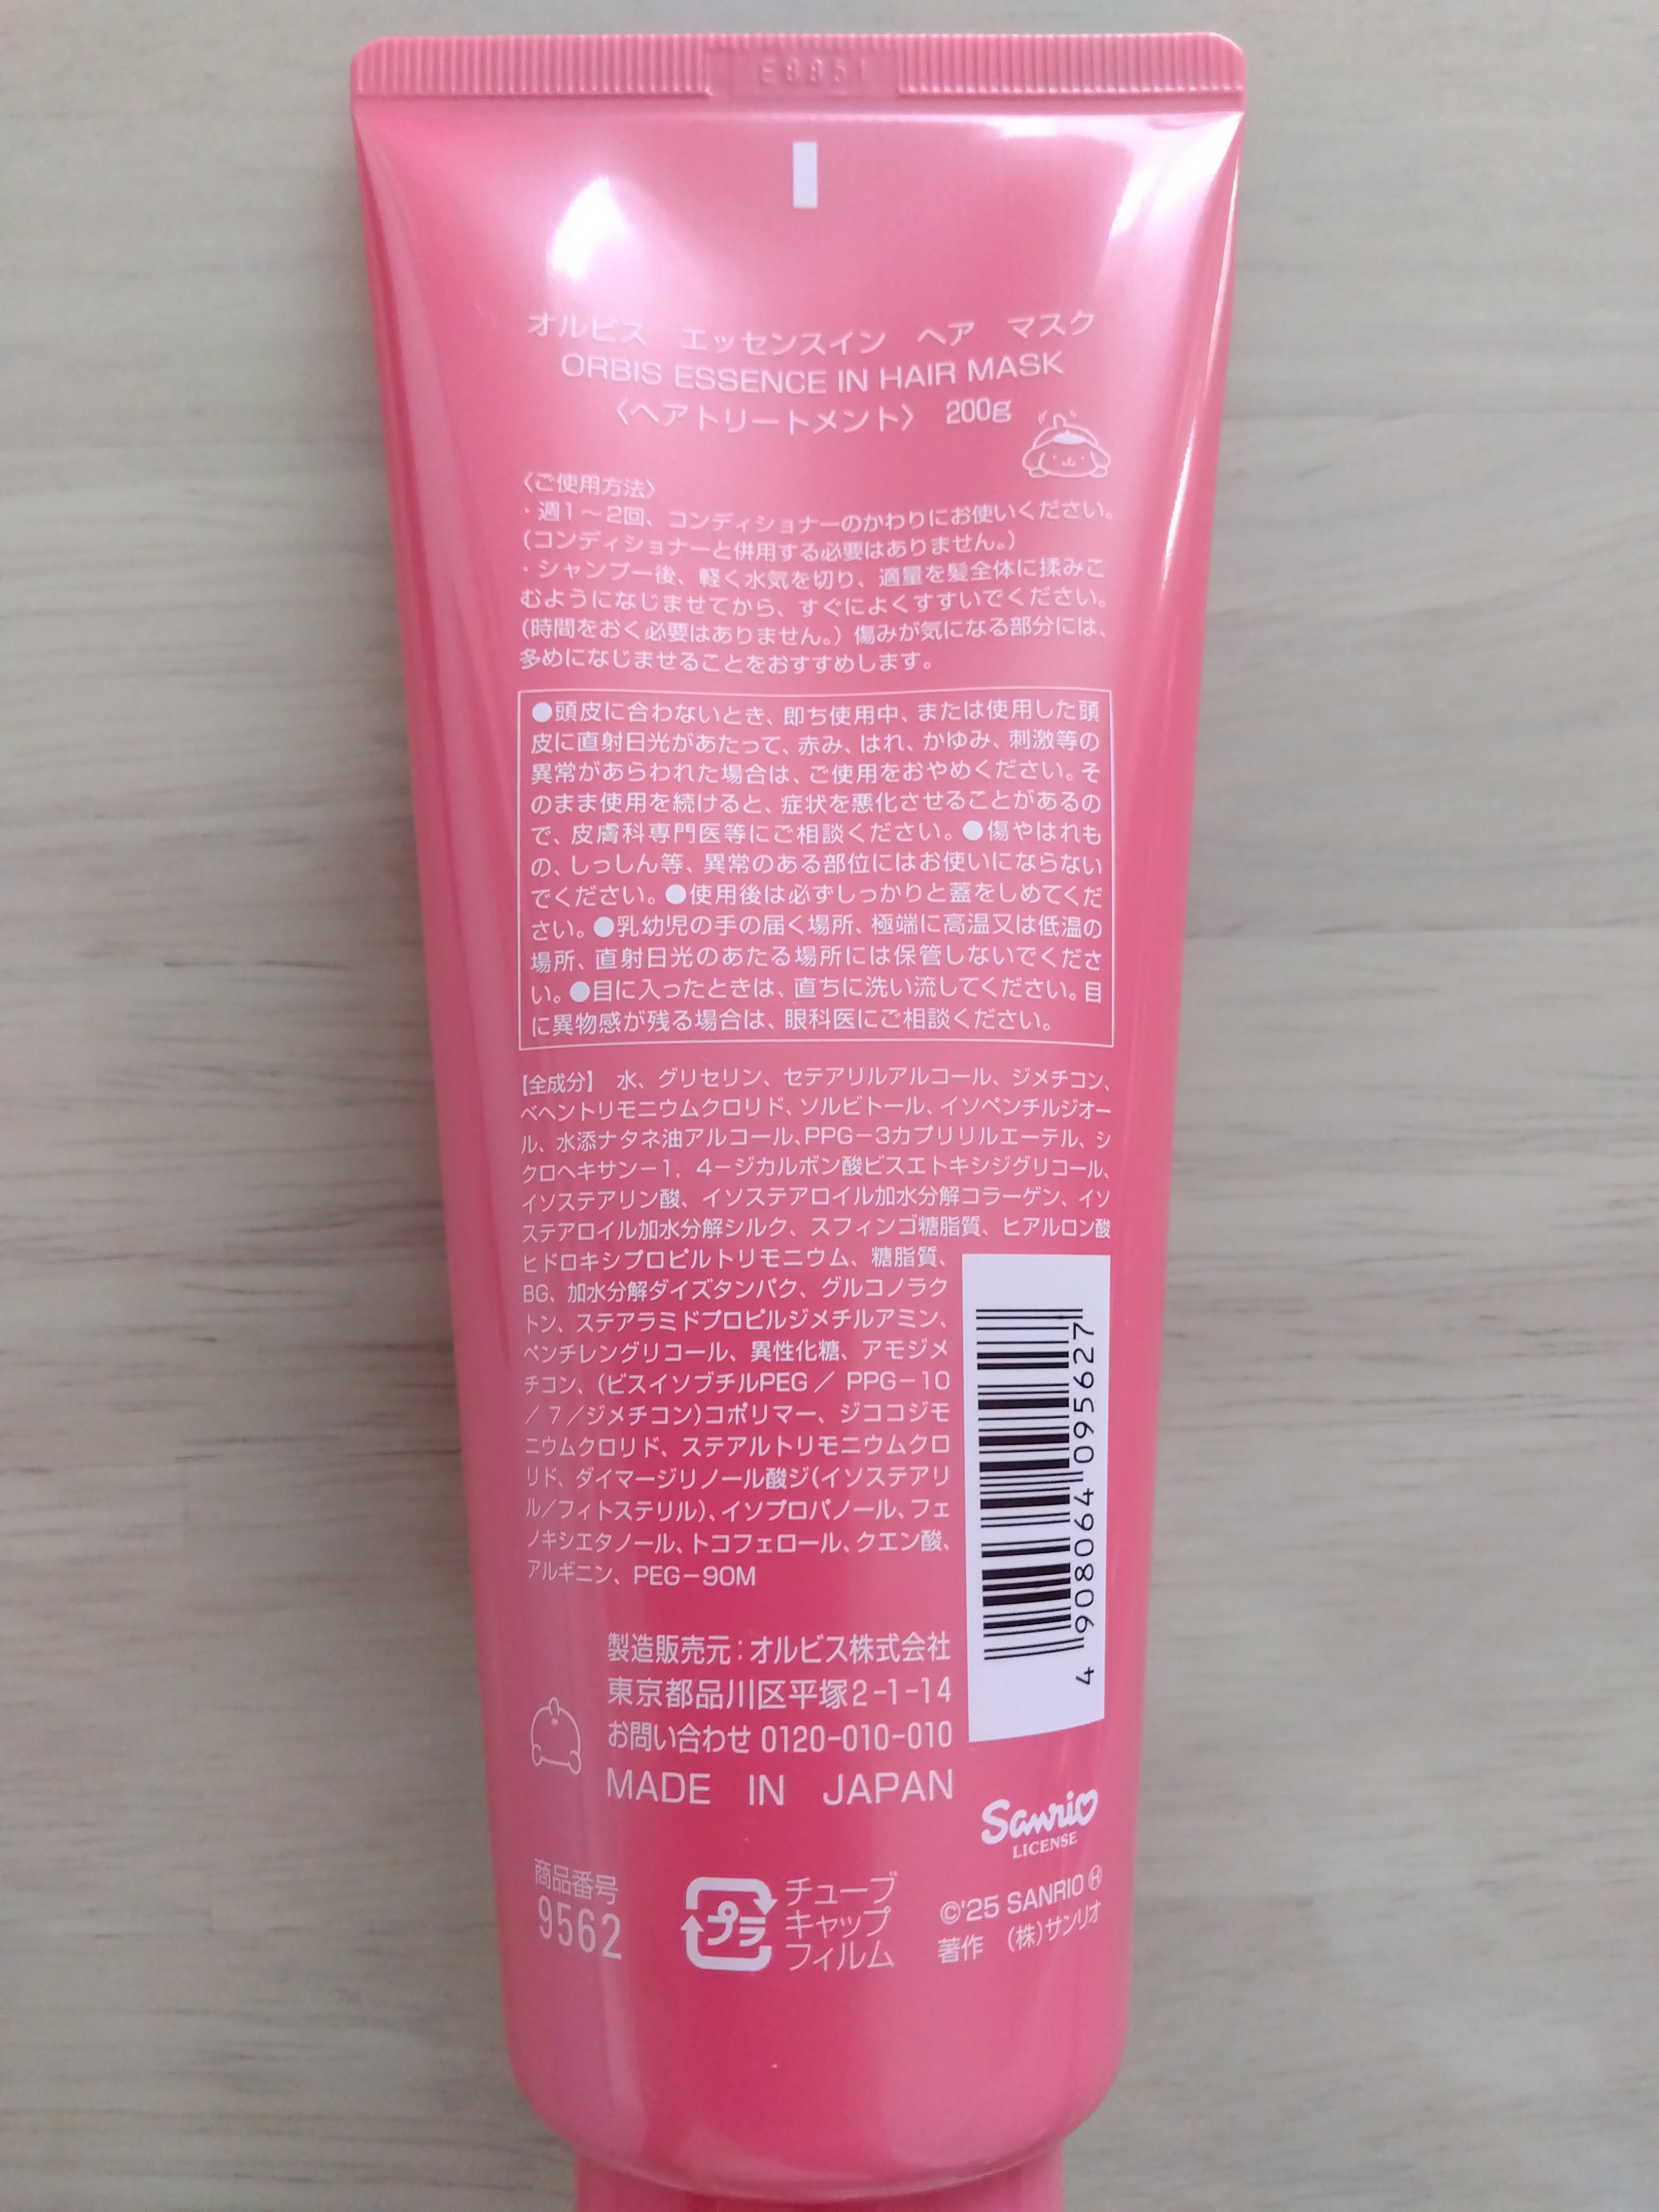 オルビス　エッセンスイン　ヘア　マスク
ORBIS ESSENCE IN HAIR MASK
〈ヘアトリートメント〉　200g
〈ご使用方法〉
・週1～2回、コンディショナーのかわりにお使いください。
（コンディショナーと併用する必要はありません。）
・シャンプー後、軽く水気を切り、適量を髪全体に揉みこ
むようになじませてから、すぐによくすすいでください。
（時間をおく必要はありません。）傷みが気になる部分には、
多めになじませることをおすすめします。
●頭皮に合わないとき、即ち使用中、または使用した頭
皮に直射日光があたって、赤み、はれ、かゆみ、刺激等の
異常があらわれた場合は、ご使用をおやめください。そ
のまま使用を続けると、症状を悪化させることがあるの
で、皮膚科専門医等にご相談ください。●傷やはれも
の、しっしん等、異常のある部位にはお使いにならない
でください。●使用後は必ずしっかりと蓋をしめてくだ
さい。●乳幼児の手の届く場所、極端に高温又は低温の
場所、直射日光のあたる場所には保管しないでくださ
い。●目に入ったときは、直ちに洗い流してください。目
に異物感が残る場合は、眼科医にご相談ください。
【全成分】　水、グリセリン、セテアリルアルコール、ジメチコン、
ベヘントリモニウムクロリド、ソルビトール、イソペンチルジオー
ル、水添ナタネ油アルコール、PPG－3カプリリルエーテル、シ
クロヘキサン－1，4－ジカルボン酸ビスエトキシジグリコール、
イソステアリン酸、イソステアロイル加水分解コラーゲン、イソ
ステアロイル加水分解シルク、スフィンゴ糖脂質、ヒアルロン酸
ヒドロキシプロピルトリモニウム、糖脂質、
BG、加水分解ダイズタンパク、グルコノラク
トン、ステアラミドプロピルジメチルアミン、
ペンチレングリコール、異性化糖、アモジメ
チコン、（ビスイソブチルPEG／PPG－10
／7／ジメチコン）コポリマー、ジココジモ
ニウムクロリド、ステアルトリモニウムクロ
リド、ダイマージリノール酸ジ（イソステアリ
ル／フィトステリル）、イソプロパノール、フェ
ノキシエタノール、トコフェロール、クエン酸、
アルギニン、PEG－90M
4 908064 095627
製造販売元：オルビス株式会社
東京都品川区平塚2-1-14
お問い合わせ 0120-010-010
MADE IN JAPAN
Sanrio
LICENSE
商品番号
9562
プラ
チューブ
キャップ
フィルム
©'25 SANRIO Ⓗ
著作　（株）サンリオ